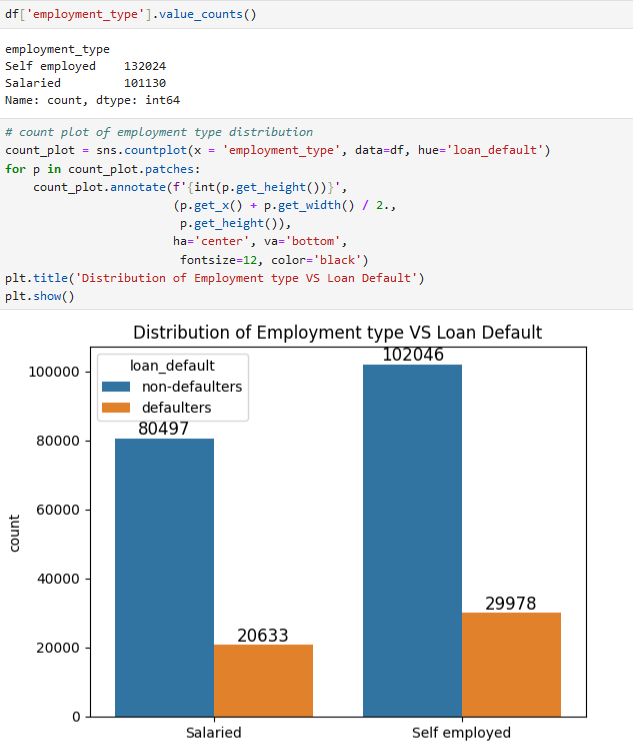 df['employment_type'].value_counts()
employment_type
Self employed    132024
Salaried         101130
Name: count, dtype: int64
# count plot of employment type distribution
count_plot = sns.countplot(x = 'employment_type', data=df, hue='loan_default')
for p in count_plot.patches:
    count_plot.annotate(f'{int(p.get_height())}',
                        (p.get_x() + p.get_width() / 2.,
                         p.get_height()),
                        ha='center', va='bottom',
                         fontsize=12, color='black')
plt.title('Distribution of Employment type VS Loan Default')
plt.show()
Distribution of Employment type VS Loan Default
loan_default
non-defaulters
defaulters
80497
20633
102046
29978
100000
80000
60000
40000
20000
0
count
Salaried
Self employed